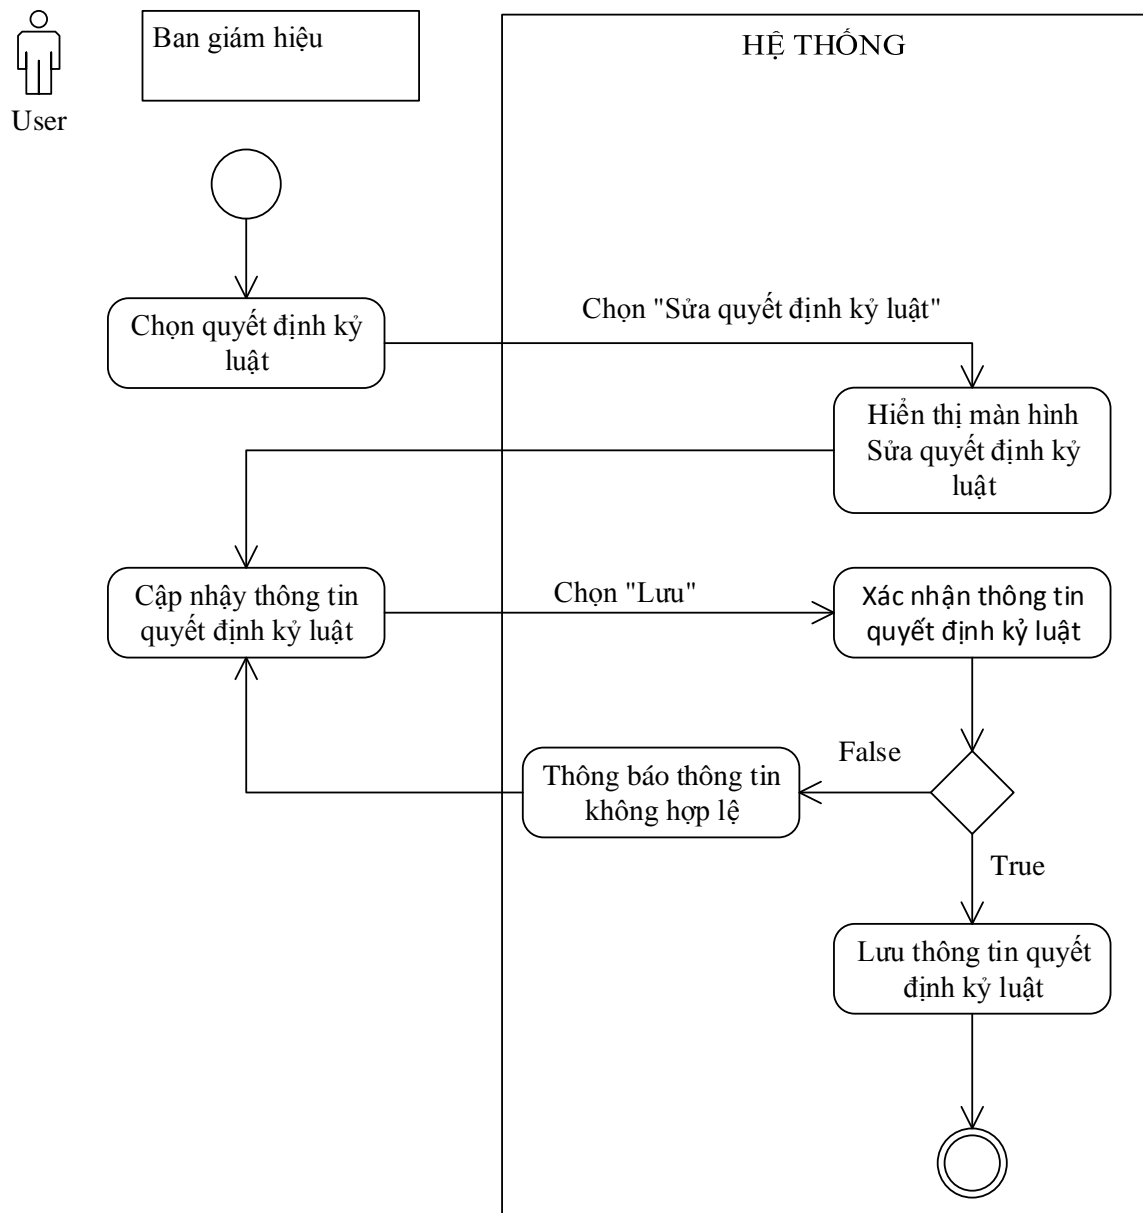 Ban giám hiệu
HỆ THỐNG
User
Chọn quyết định kỷ
luật
Chọn "Sửa quyết định kỷ luật"
Hiển thị màn hình
Sửa quyết định kỷ
luật
Cập nhậy thông tin
quyết định kỷ luật
Chọn "Lưu"
Xác nhận thông tin
quyết định kỷ luật
False
Thông báo thông tin
không hợp lệ
True
Lưu thông tin quyết
định kỷ luật